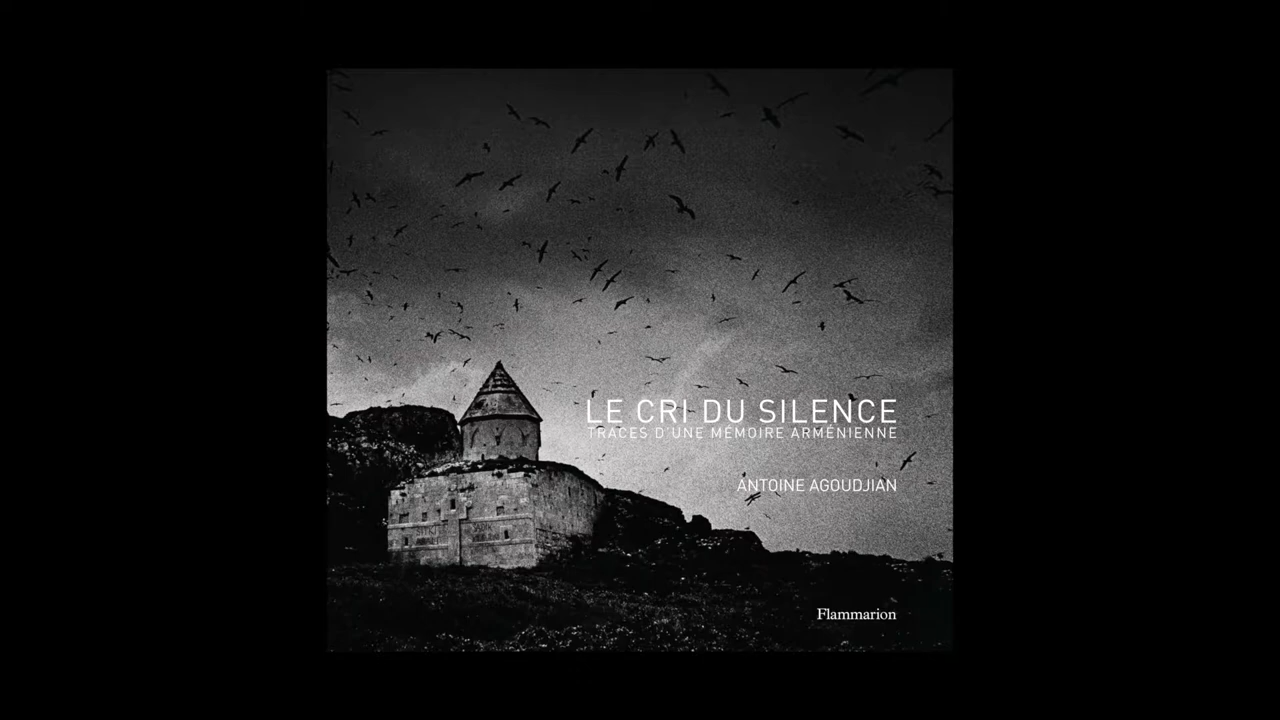 LE CRI DU SILENCE
TRACES D'UNE MÉMOIRE ARMÉNIENNE
ANTOINE AGOUDJIAN
Flammarion